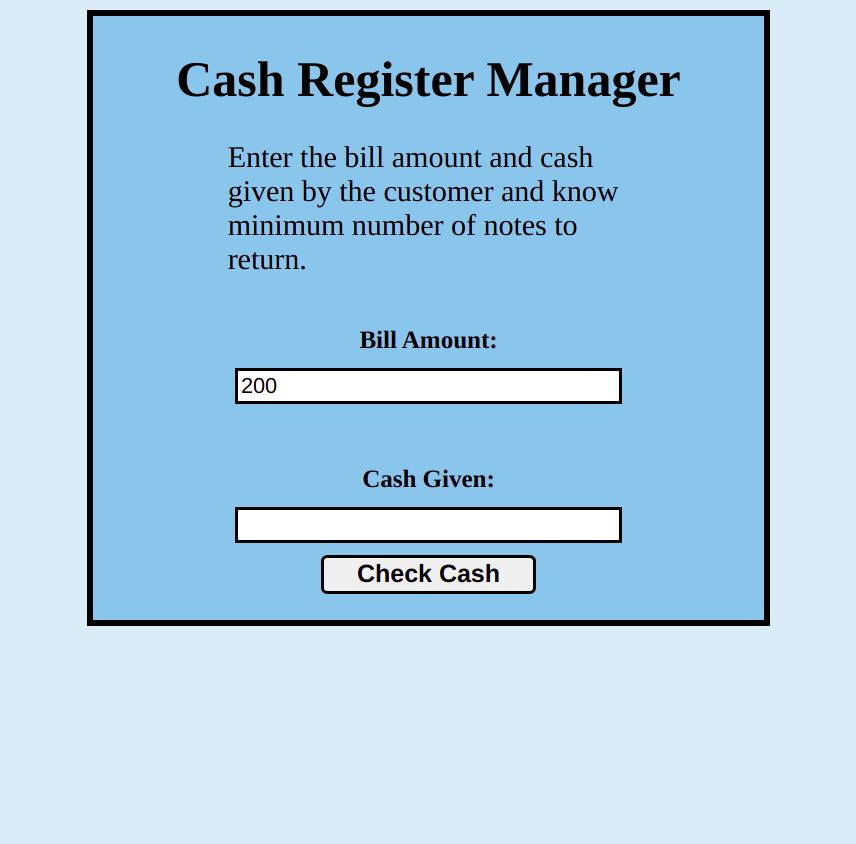 Cash Register Manager
Enter the bill amount and cash
given by the customer and know
minimum number of notes to
return.
Bill Amount:
200
Cash Given:
Check Cash